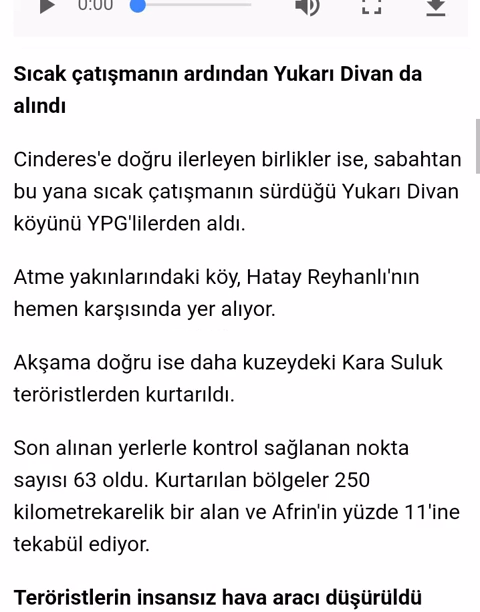 0:00
Sıcak çatışmanın ardından Yukarı Divan da
alındı
Cinderes'e doğru ilerleyen birlikler ise, sabahtan
bu yana sıcak çatışmanın sürdüğü Yukarı Divan
köyünü YPG'lilerden aldı.
Atme yakınlarındaki köy, Hatay Reyhanlı'nın
hemen karşısında yer alıyor.
Akşama doğru ise daha kuzeydeki Kara Suluk
teröristlerden kurtarıldı.
Son alınan yerlerle kontrol sağlanan nokta
sayısı 63 oldu. Kurtarılan bölgeler 250
kilometrekarelik bir alan ve Afrin'in yüzde 11'ine
tekabül ediyor.
Teröristlerin insansız hava aracı düşürüldü